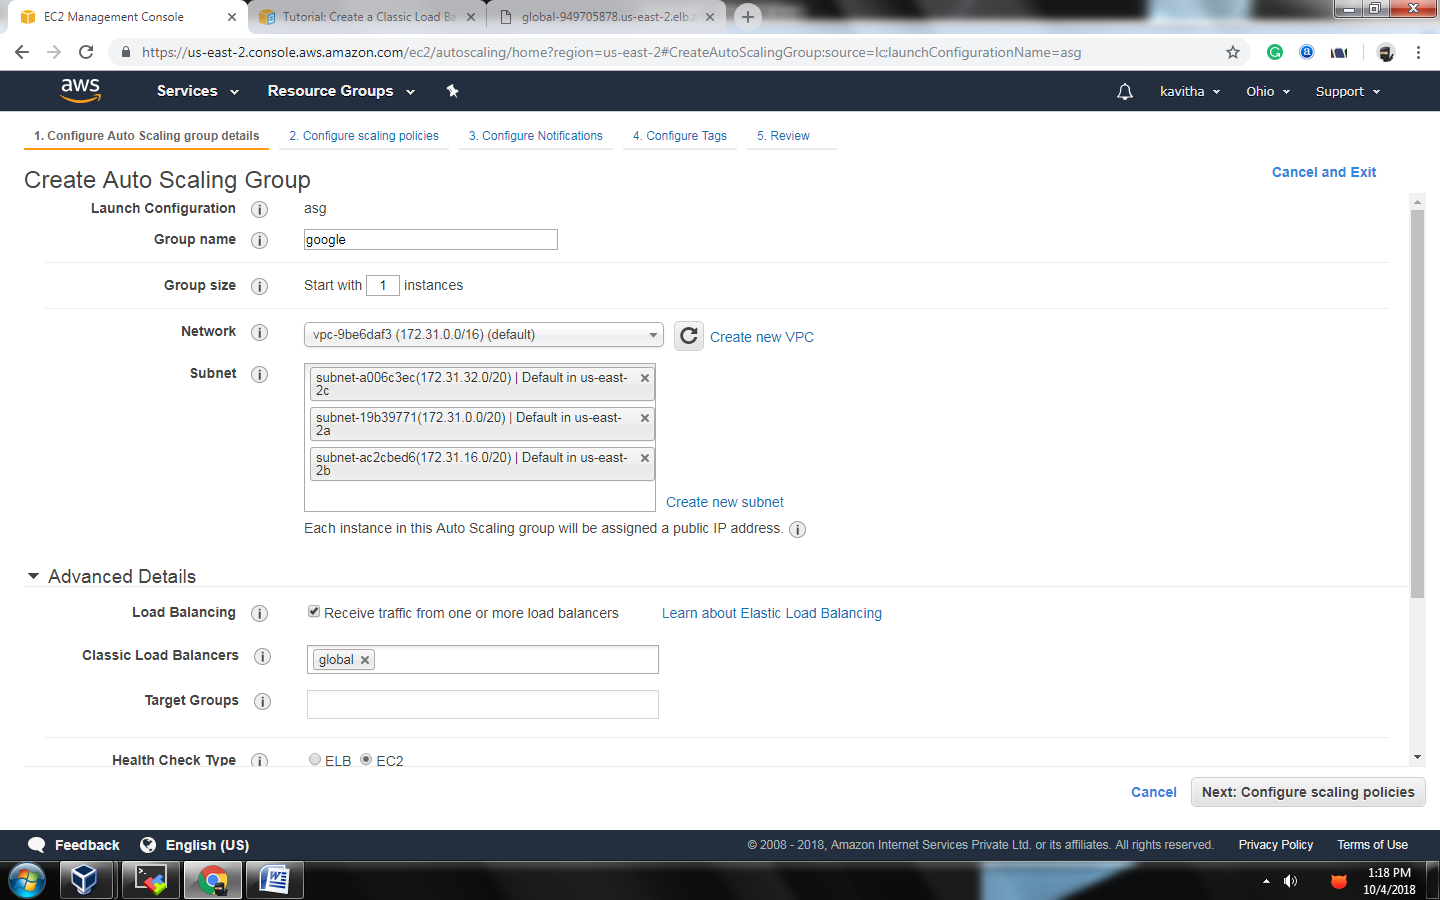 EC2 Management Console
Tutorial: Create a Classic Load Ba
global-949705878.us-east-2.elb.a
https://us-east-2.console.aws.amazon.com/ec2/autoscaling/home?region=us-east-2#CreateAutoScalingGroup:source=lc;launchConfigurationName=asg
aws Services Resource Groups kavitha Ohio Support
1. Configure Auto Scaling group details 2. Configure scaling policies 3. Configure Notifications 4. Configure Tags 5. Review
Create Auto Scaling Group
Cancel and Exit
Launch Configuration asg
Group name google
Group size Start with 1 instances
Network vpc-9be6daf3 (172.31.0.0/16) (default) Create new VPC
Subnet subnet-a006c3ec(172.31.32.0/20) | Default in us-east-
2c
subnet-19b39771(172.31.0.0/20) | Default in us-east-
2a
subnet-ac2cbed6(172.31.16.0/20) | Default in us-east-
2b
Create new subnet
Each instance in this Auto Scaling group will be assigned a public IP address.
Advanced Details
Load Balancing Receive traffic from one or more load balancers Learn about Elastic Load Balancing
Classic Load Balancers global
Target Groups
Health Check Type ELB EC2
Cancel Next: Configure scaling policies
Feedback English (US) © 2008 - 2018, Amazon Internet Services Private Ltd. or its affiliates. All rights reserved. Privacy Policy Terms of Use
1:18 PM
10/4/2018